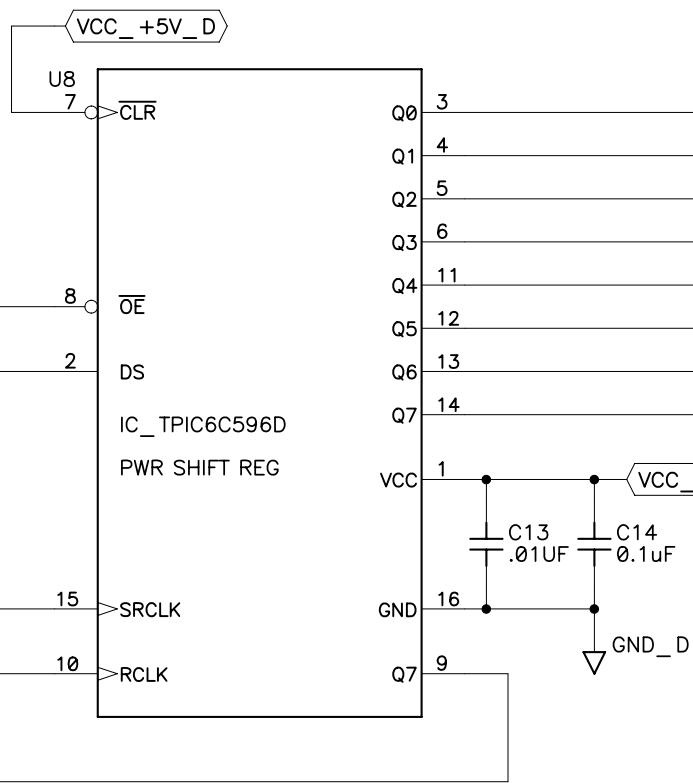 VCC_+5V_D
U8
7 CLR Q0 3
Q1 4
Q2 5
Q3 6
8 OE Q4 11
Q5 12
2 DS Q6 13
Q7 14
IC_TPIC6C596D
PWR SHIFT REG
VCC 1 VCC_
C13 C14
.01UF 0.1uF
15 SRCLK GND 16
GND_D
10 RCLK Q7 9